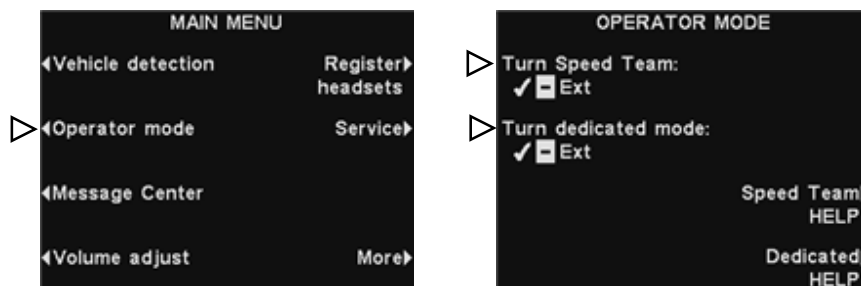 MAIN MENU
Vehicle detection
Register
headsets
Operator mode
Service
Message Center
Volume adjust
More
OPERATOR MODE
Turn Speed Team:
✓ - Ext
Turn dedicated mode:
✓ - Ext
Speed Team
HELP
Dedicated
HELP